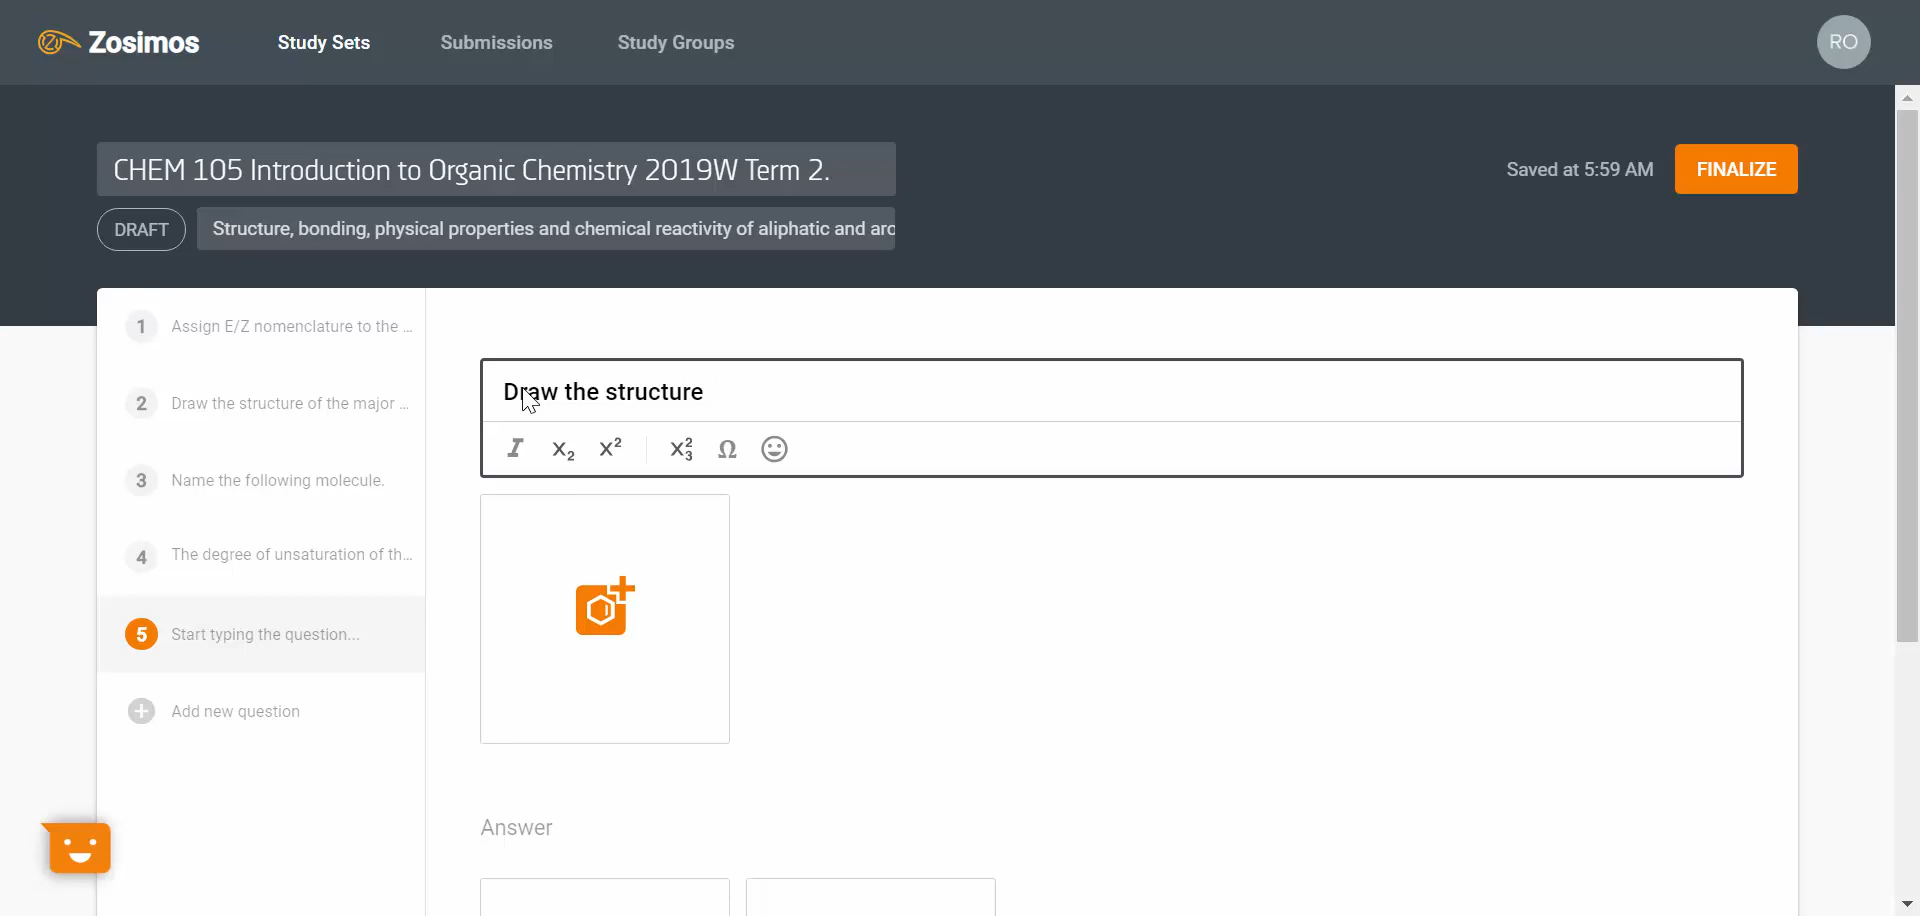 Zosimos
Study Sets
Submissions
Study Groups
RO
CHEM 105 Introduction to Organic Chemistry 2019W Term 2.
Saved at 5:59 AM
FINALIZE
DRAFT
Structure, bonding, physical properties and chemical reactivity of aliphatic and arc
1 Assign E/Z nomenclature to the ...
2 Draw the structure of the major ...
3 Name the following molecule.
4 The degree of unsaturation of th...
5 Start typing the question...
+ Add new question
Draw the structure
I X₂ X² X²₃ Ω
Answer